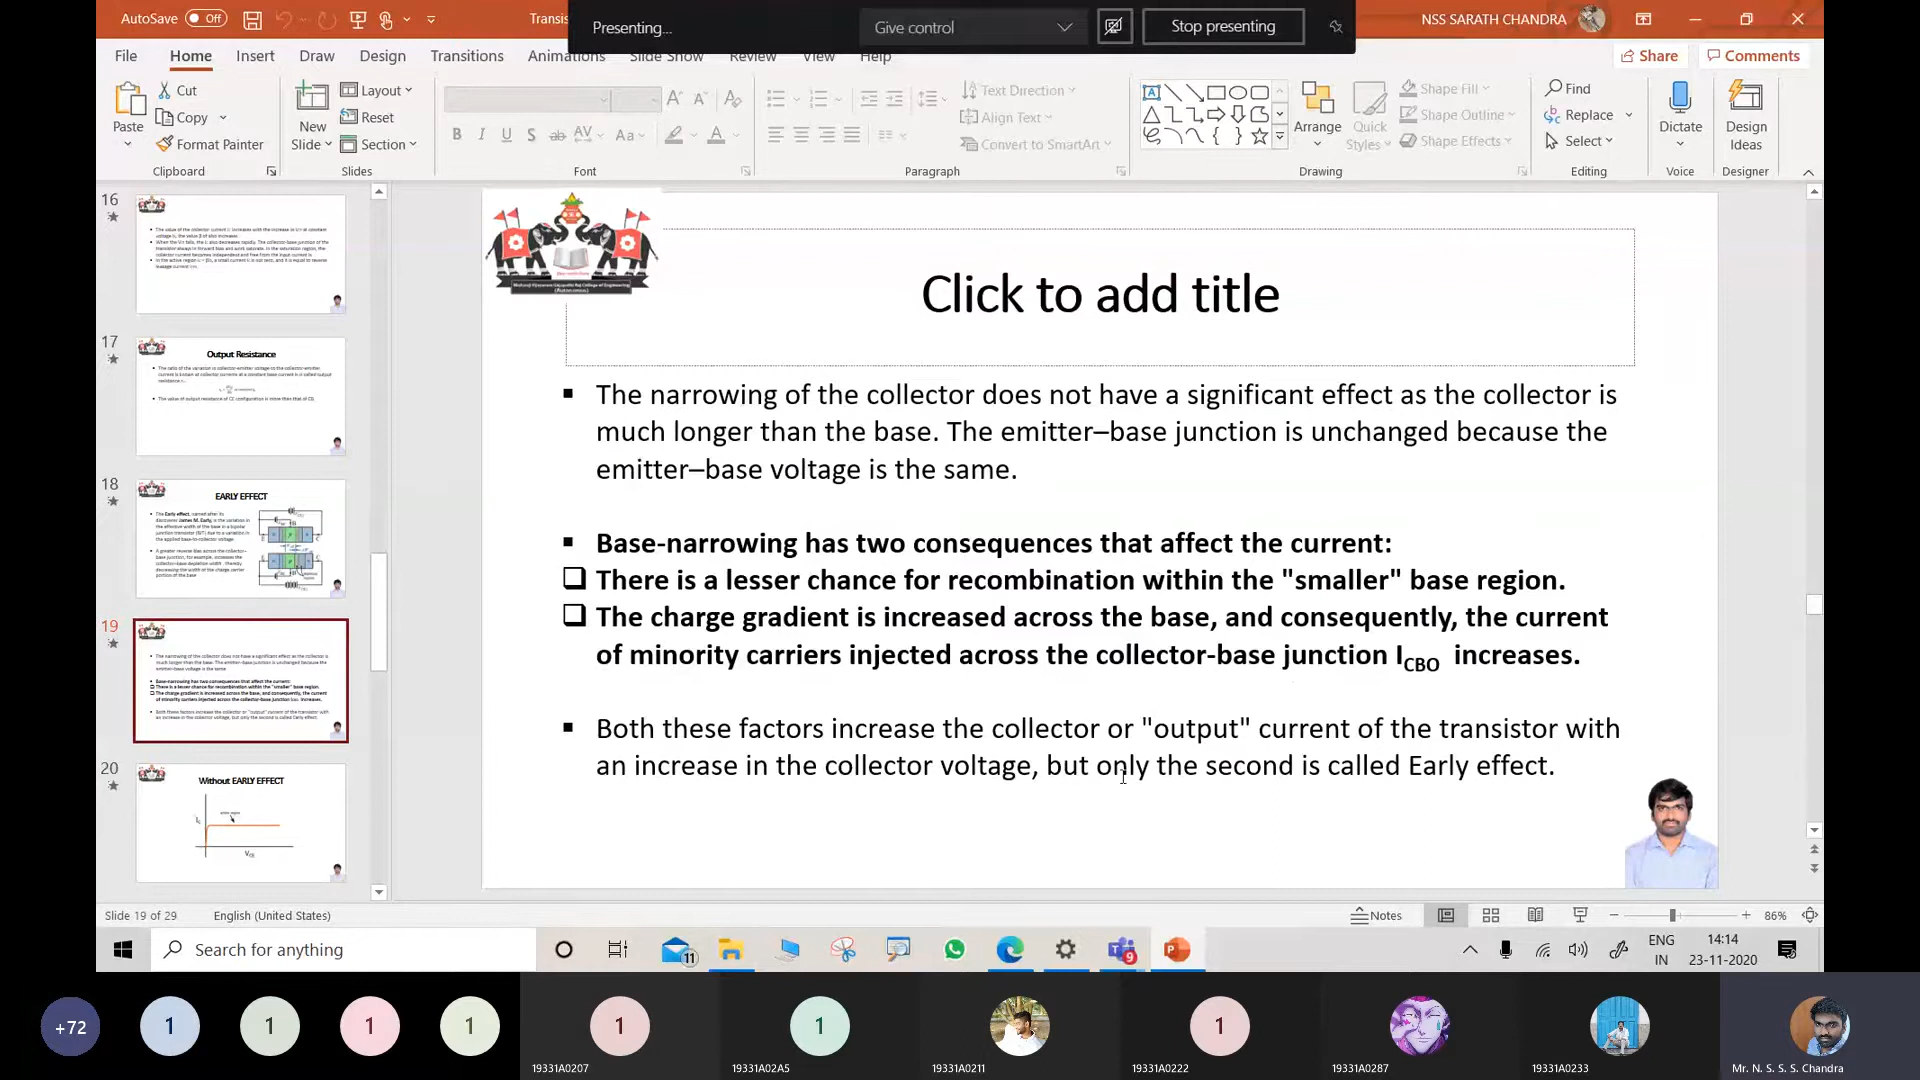 AutoSave
Off
Transis
Presenting...
Give control
Stop presenting
NSS SARATH CHANDRA
File
Home
Insert
Draw
Design
Transitions
Animations
Slide Show
Review
View
Help
Share
Comments
Paste
Cut
Copy
Format Painter
Clipboard
New
Slide
Layout
Reset
Section
Slides
Font
Text Direction
Align Text
Convert to SmartArt
Paragraph
Arrange
Quick
Styles
Shape Fill
Shape Outline
Shape Effects
Drawing
Find
Replace
Select
Editing
Dictate
Voice
Design
Ideas
Designer
16
17
Output Resistance
18
EARLY EFFECT
19
20
Without EARLY EFFECT
Click to add title
▪ The narrowing of the collector does not have a significant effect as the collector is
much longer than the base. The emitter–base junction is unchanged because the
emitter–base voltage is the same.
▪ Base-narrowing has two consequences that affect the current:
❑ There is a lesser chance for recombination within the "smaller" base region.
❑ The charge gradient is increased across the base, and consequently, the current
of minority carriers injected across the collector-base junction ICBO increases.
▪ Both these factors increase the collector or "output" current of the transistor with
an increase in the collector voltage, but only the second is called Early effect.
Slide 19 of 29
English (United States)
Notes
86%
Search for anything
11
9
ENG
IN
14:14
23-11-2020
+72
1
1
1
1
1
1
1
19331A0207
19331A02A5
19331A0211
19331A0222
19331A0287
19331A0233
Mr. N. S. S. S. Chandra